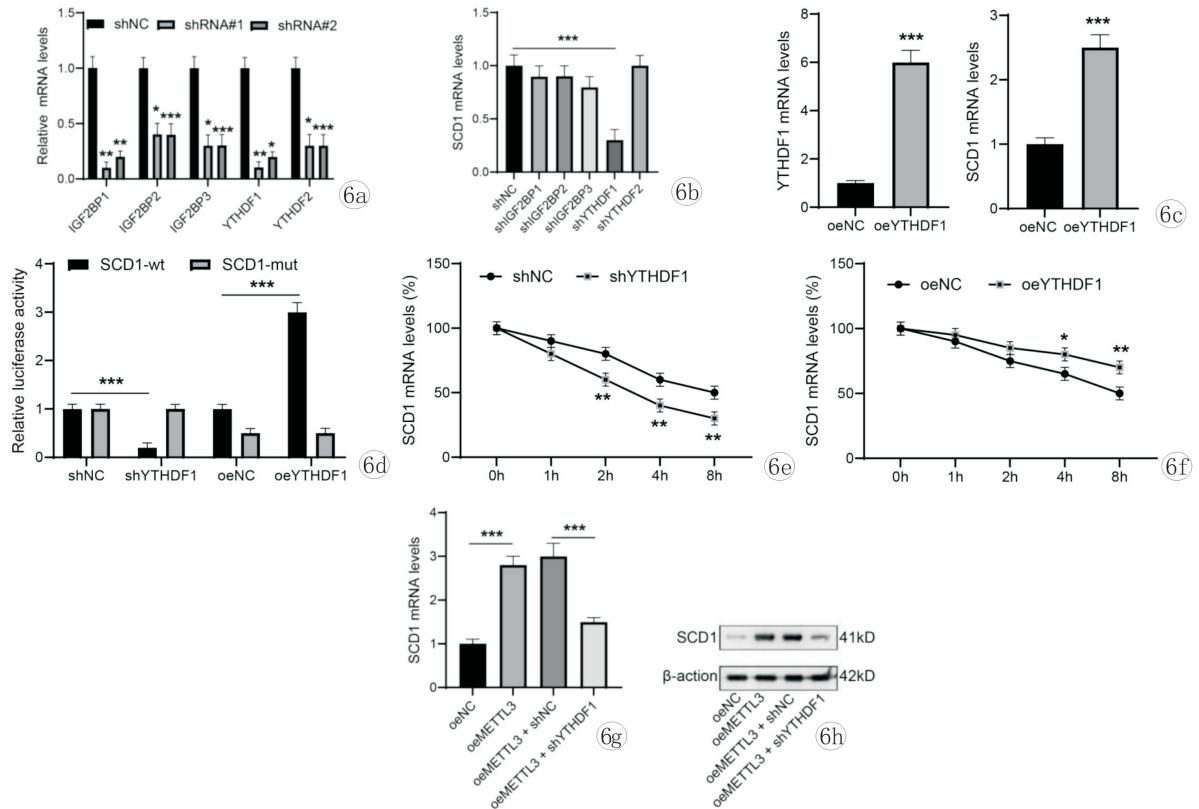 shNC shRNA#1 shRNA#2
Relative mRNA levels
1.5
1.0
0.5
0.0
** ** * *** * *** ** * * ***
IGF2BP1 IGF2BP2 IGF2BP3 YTHDF1 YTHDF2
6a
SCD1 mRNA levels
1.5
1.0
0.5
0.0
***
shNC shIGF2BP1 shIGF2BP2 shIGF2BP3 shYTHDF1 shYTHDF2
6b
YTHDF1 mRNA levels
8
6
4
2
0
***
oeNC oeYTHDF1
SCD1 mRNA levels
3
2
1
0
***
oeNC oeYTHDF1
6c
SCD1-wt SCD1-mut
Relative luciferase activity
4
3
2
1
0
*** ***
shNC shYTHDF1 oeNC oeYTHDF1
6d
shNC shYTHDF1
SCD1 mRNA levels (%)
150
100
50
0
** ** **
0h 1h 2h 4h 8h
6e
oeNC oeYTHDF1
SCD1 mRNA levels (%)
150
100
50
0
* **
0h 1h 2h 4h 8h
6f
SCD1 mRNA levels
4
3
2
1
0
*** ***
oeNC oeMETTL3 oeMETTL3 + shNC oeMETTL3 + shYTHDF1
6g
SCD1 41kD
β-action 42kD
oeNC oeMETTL3 oeMETTL3 + shNC oeMETTL3 + shYTHDF1
6h